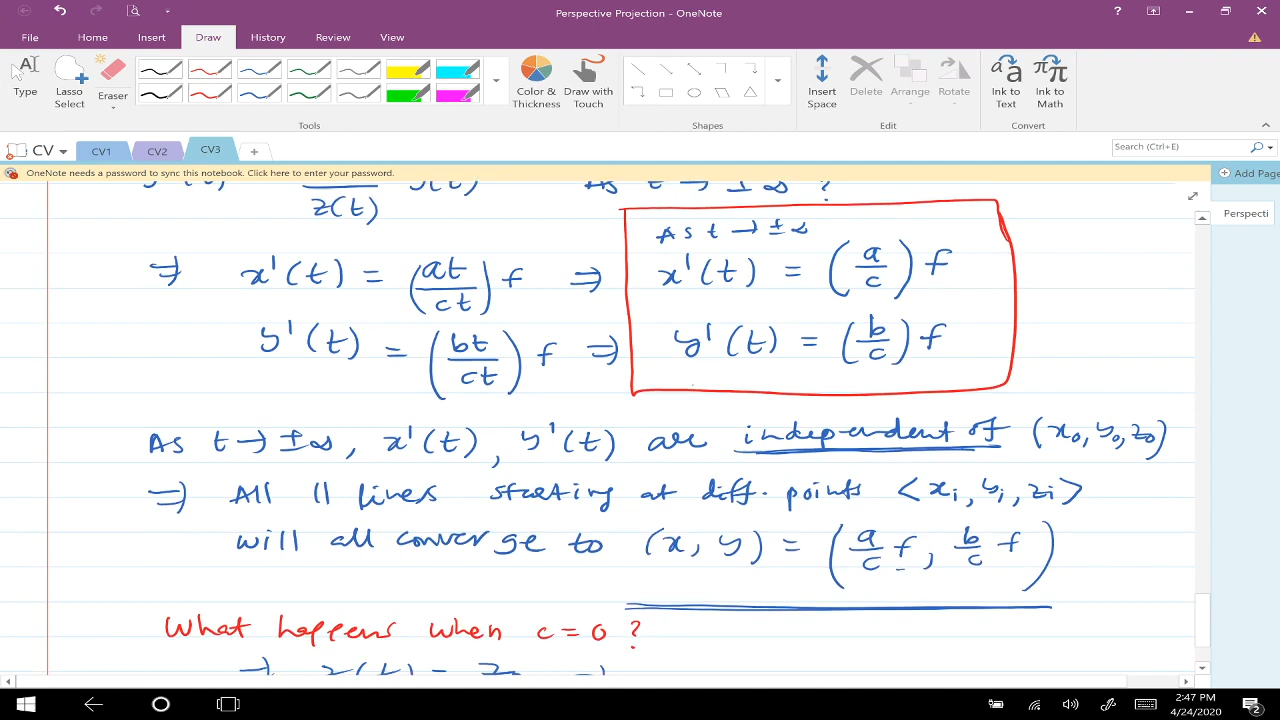 Perspective Projection - OneNote
File Home Insert Draw History Review View
Type Lasso Select Eraser Color & Thickness Draw with Touch Insert Space Delete Arrange Rotate Ink to Text Ink to Math
Tools Shapes Edit Convert
CV CV1 CV2 CV3 Search (Ctrl+E)
OneNote needs a password to sync this notebook. Click here to enter your password. Add Page
Perspecti
z(t) As t → ± ∞ ?
As t → ± ∞
⇒ x'(t) = (at/ct) f ⇒ x'(t) = (a/c) f
y'(t) = (bt/ct) f ⇒ y'(t) = (b/c) f
As t → ± ∞, x'(t), y'(t) are independent of (x0, y0, z0)
⇒ All || lines starting at diff. points <xi, yi, zi>
will all converge to (x, y) = (a/c f, b/c f)
What happens when c = 0 ?
⇒ z(t) = z0 ⇒
2:47 PM
4/24/2020
2